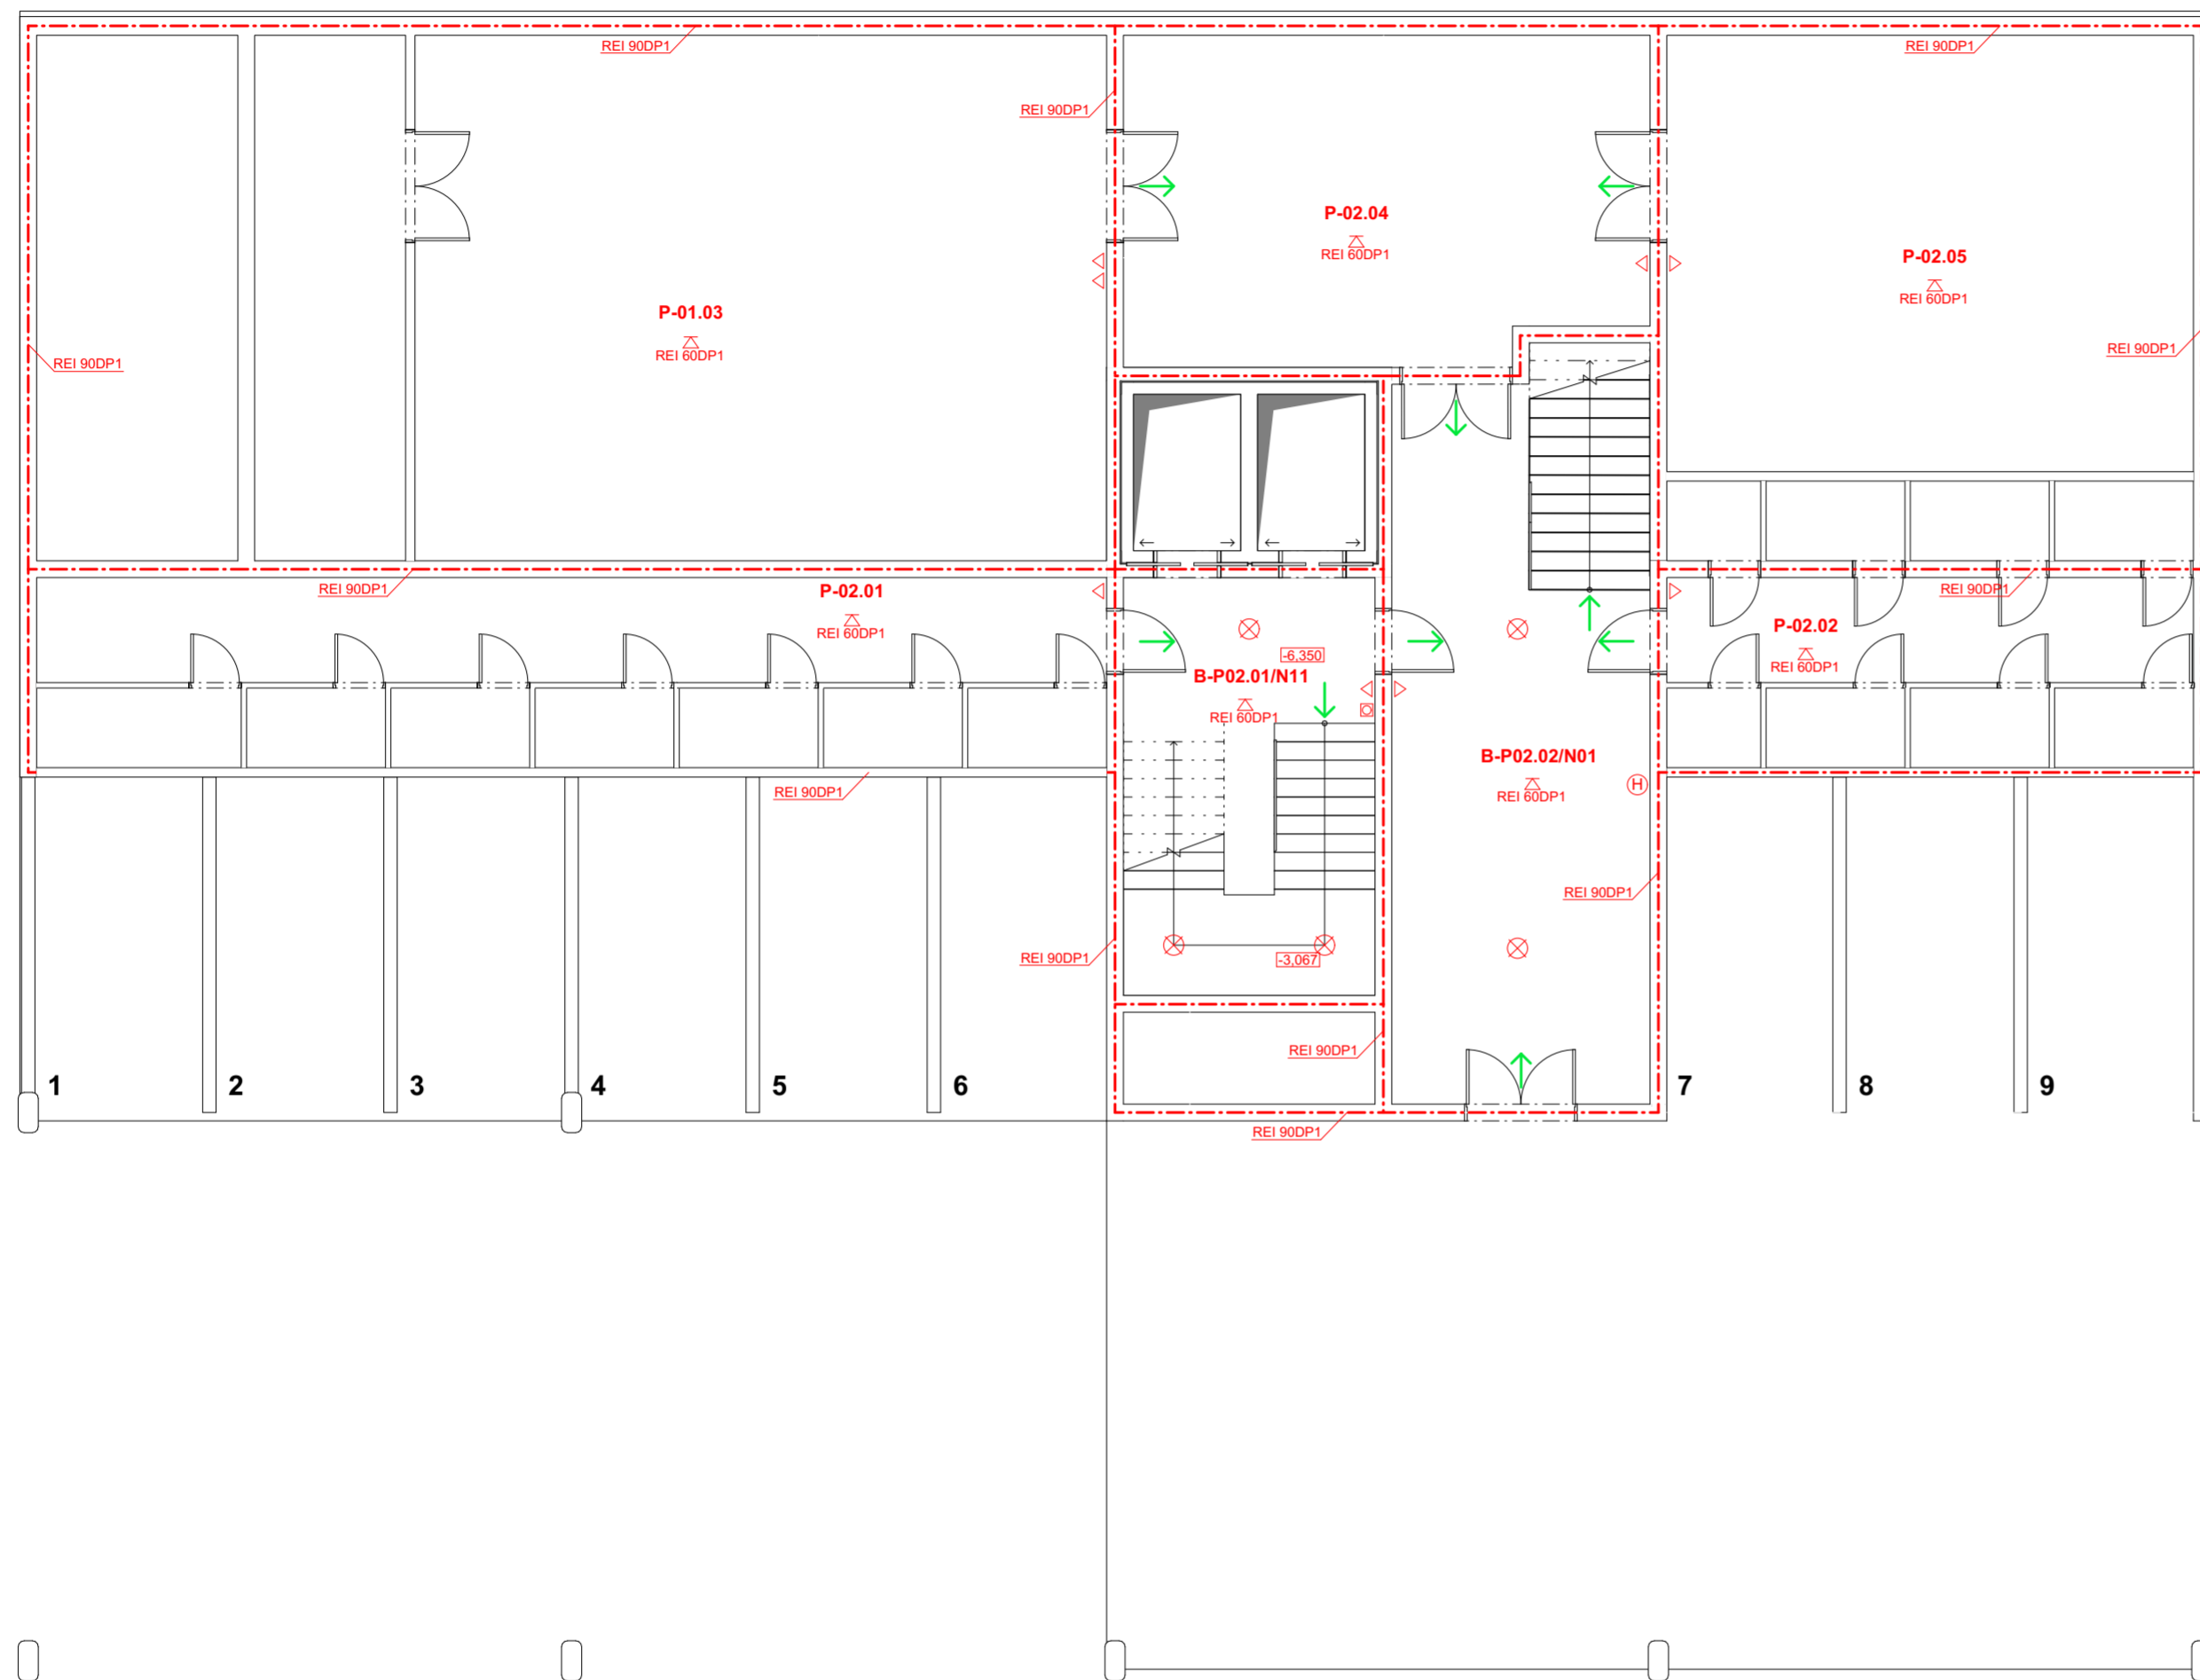 REI 90DP1
REI 90DP1
REI 90DP1
P-02.04
REI 60DP1
P-02.05
REI 60DP1
P-01.03
REI 60DP1
REI 90DP1
REI 90DP1
REI 90DP1
P-02.01
REI 60DP1
REI 90DP1
P-02.02
REI 60DP1
-6,350
B-P02.01/N11
REI 60DP1
B-P02.02/N01
REI 60DP1
H
REI 90DP1
REI 90DP1
REI 90DP1
-3,067
REI 90DP1
1
2
3
4
5
6
7
8
9
REI 90DP1